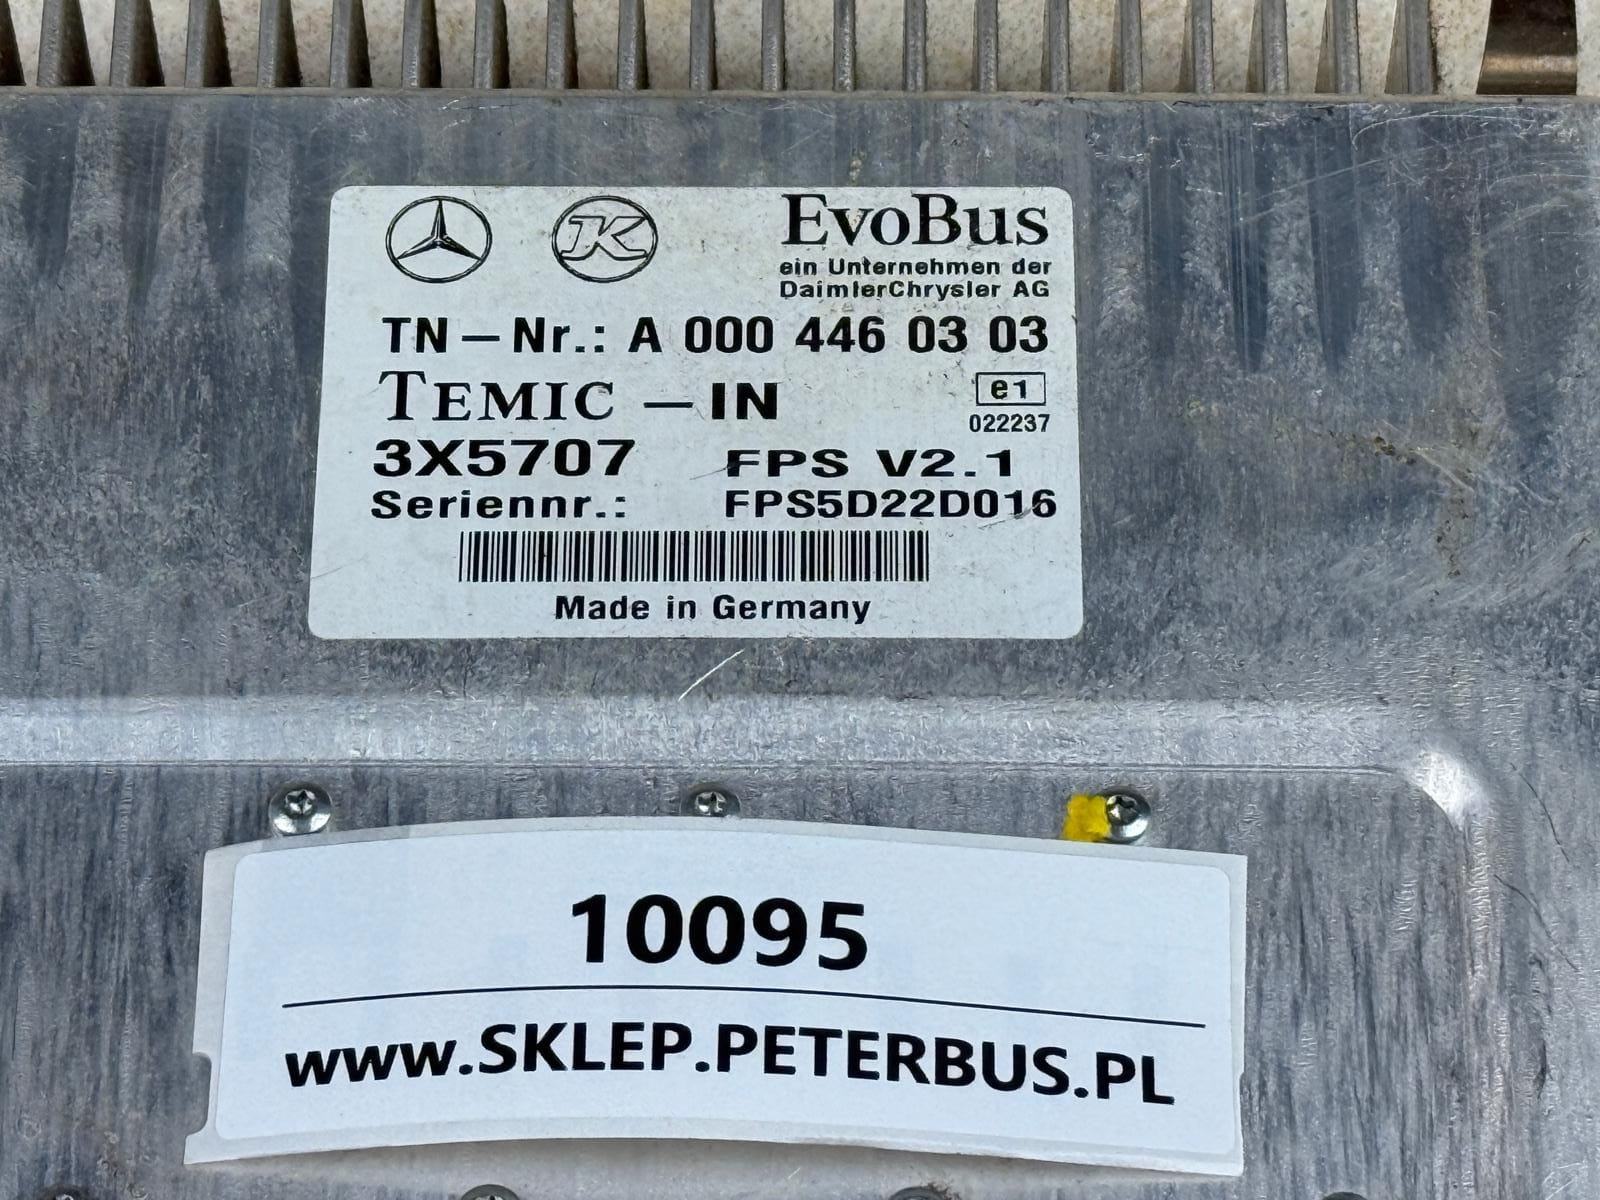 K
EvoBus
ein Unternehmen der
DaimlerChrysler AG
TN-Nr.: A 000 446 03 03
TEMIC - IN
e1
022237
3X5707 FPS V2.1
Seriennr.: FPS5D22D016
Made in Germany
10095
www.SKLEP.PETERBUS.PL